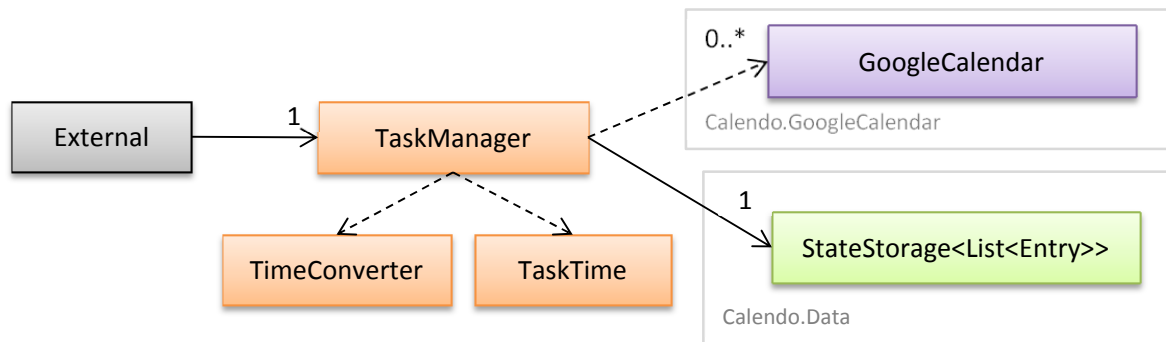 0..*
GoogleCalendar
Calendo.GoogleCalendar
External
1
TaskManager
1
StateStorage<List<Entry>>
Calendo.Data
TimeConverter
TaskTime